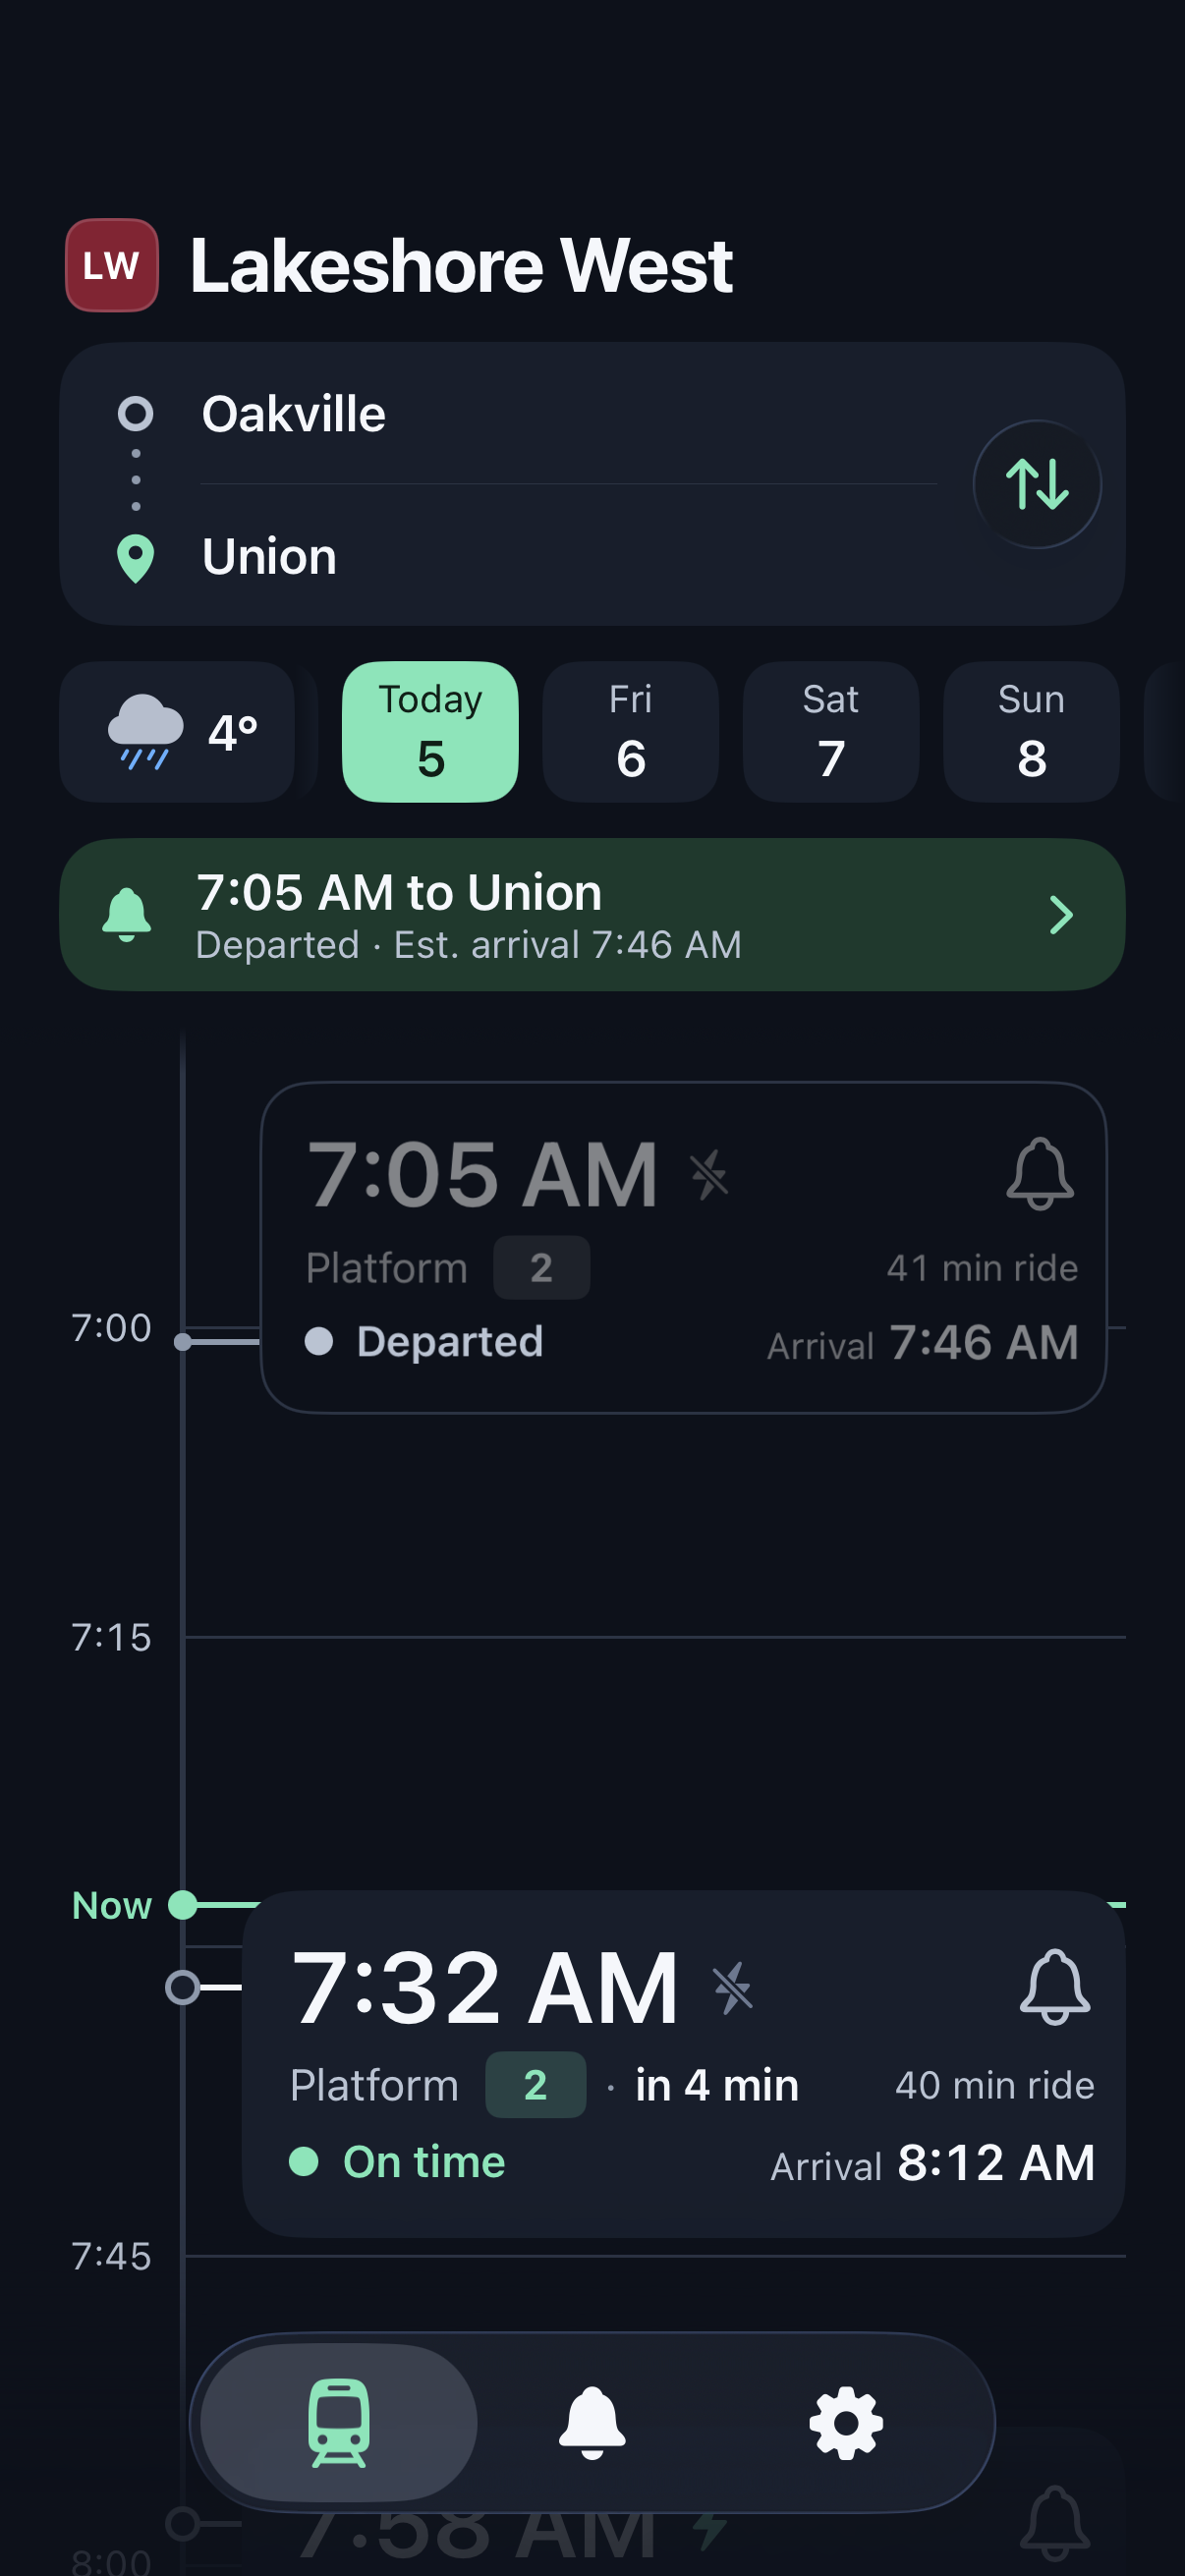 LW Lakeshore West
Oakville
Union
4°
Today
5
Fri
6
Sat
7
Sun
8
7:05 AM to Union
Departed · Est. arrival 7:46 AM
7:05 AM
Platform 2
41 min ride
7:00
Departed
Arrival 7:46 AM
7:15
Now
7:32 AM
Platform 2 · in 4 min
40 min ride
On time
Arrival 8:12 AM
7:45
7:58 AM
8:00